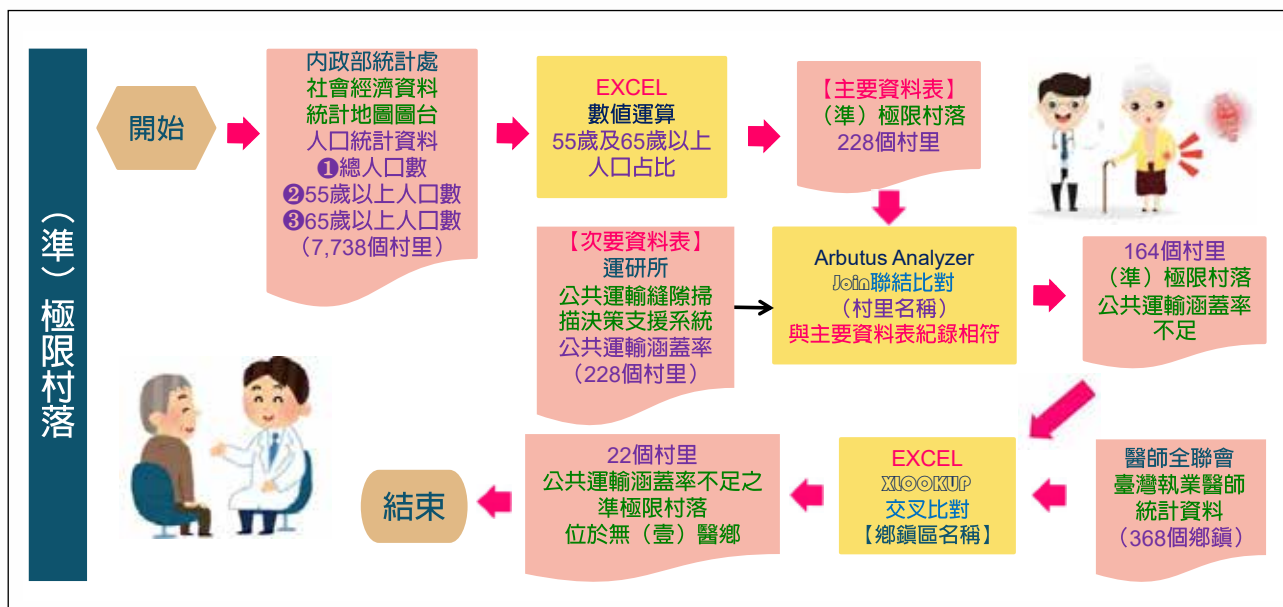 （準）極限村落
開始
內政部統計處
社會經濟資料
統計地圖圖台
人口統計資料
❶總人口數
❷55歲以上人口數
❸65歲以上人口數
（7,738個村里）
EXCEL
數值運算
55歲及65歲以上
人口占比
【主要資料表】
（準）極限村落
228個村里
【次要資料表】
運研所
公共運輸縫隙掃
描決策支援系統
公共運輸涵蓋率
（228個村里）
Arbutus Analyzer
Join聯結比對
（村里名稱）
與主要資料表紀錄相符
164個村里
（準）極限村落
公共運輸涵蓋率
不足
醫師全聯會
臺灣執業醫師
統計資料
（368個鄉鎮）
EXCEL
XLOOKUP
交叉比對
【鄉鎮區名稱】
22個村里
公共運輸涵蓋率不足之
準極限村落
位於無（壹）醫鄉
結束